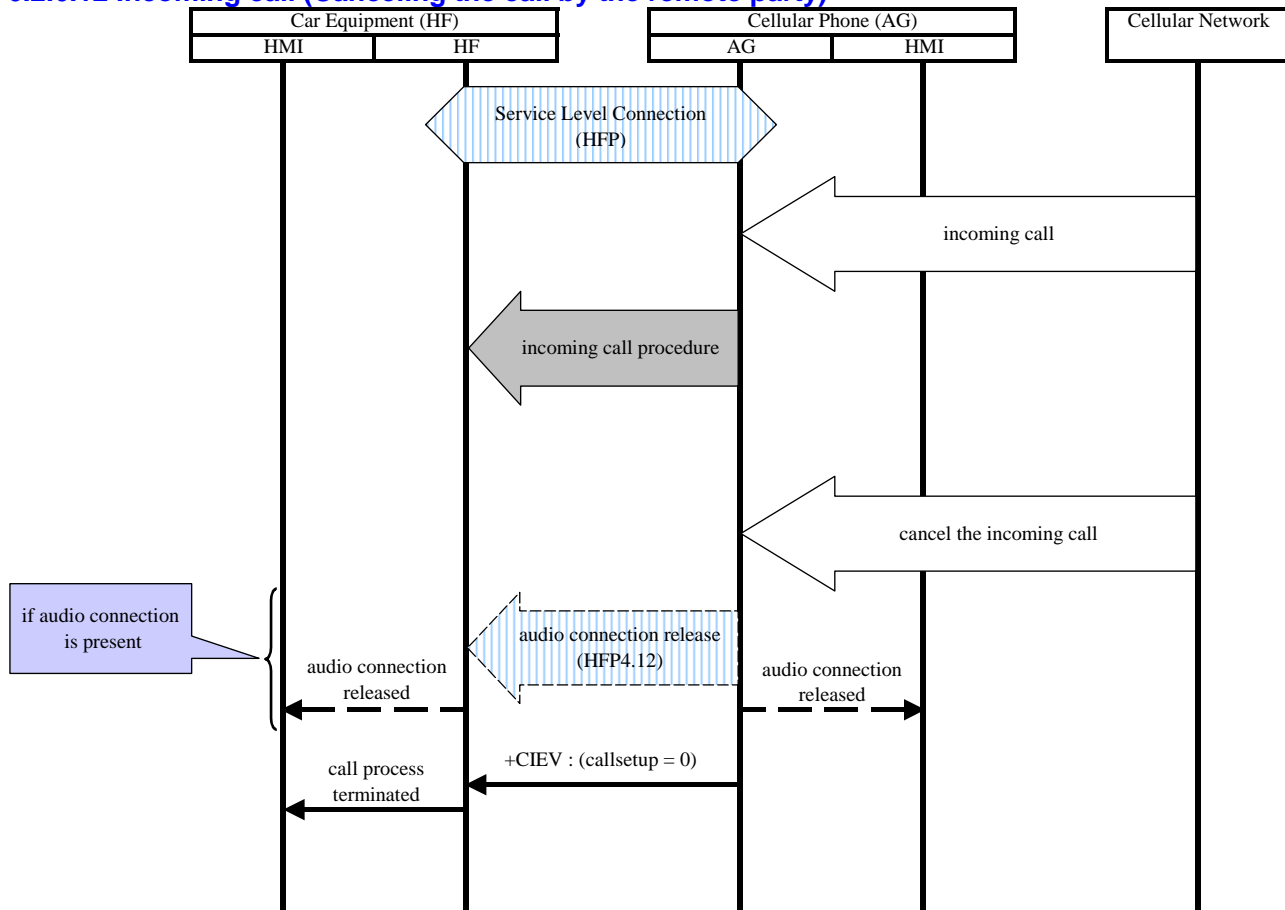 Incoming call (Canceling the call by the remote party)
Car Equipment (HF)
Cellular Phone (AG)
Cellular Network
HMI
HF
AG
HMI
Service Level Connection
(HFP)
incoming call
incoming call procedure
cancel the incoming call
if audio connection
is present
audio connection release
(HFP4.12)
audio connection
released
audio connection
released
+CIEV : (callsetup = 0)
call process
terminated